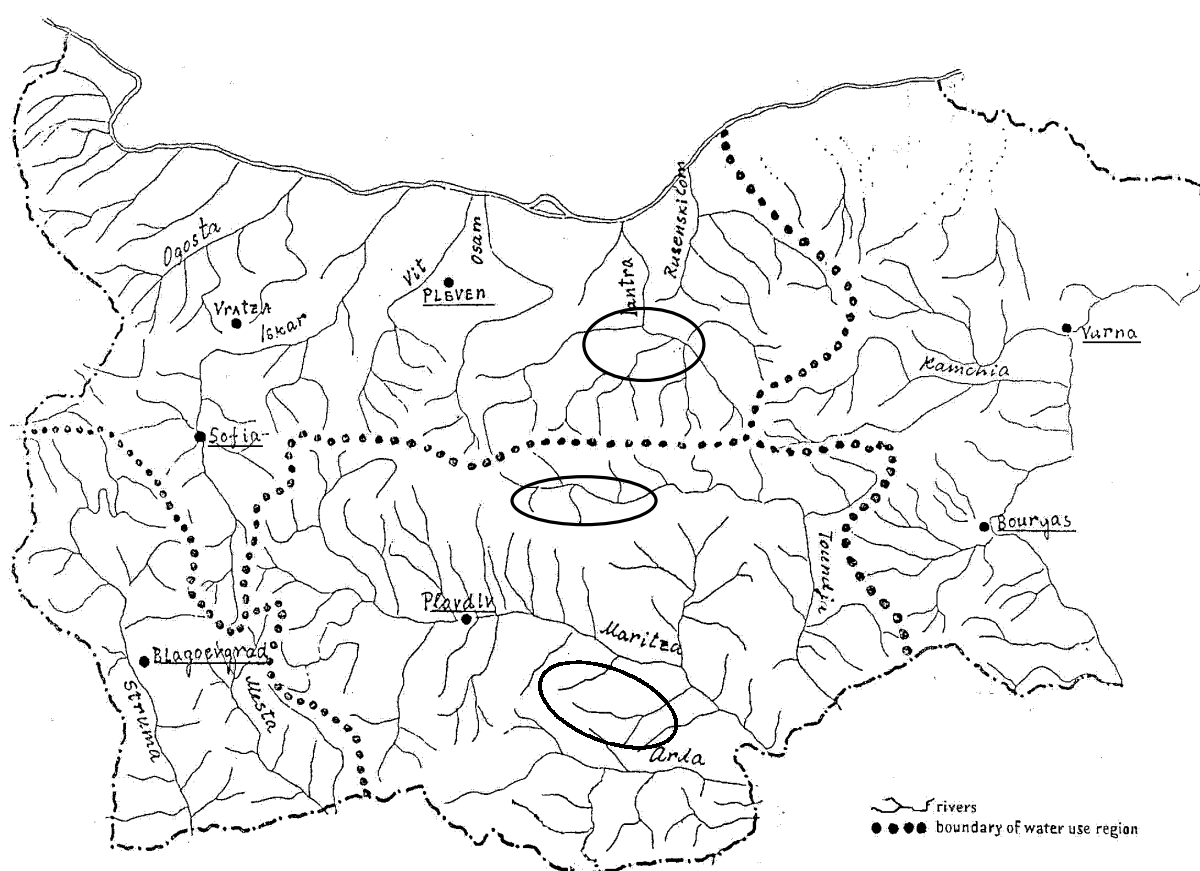 Ogosta
Vratza
Iskar
Vit
PLEVEN
Osam
Iantra
Rusenski Lom
Varna
Kamchia
Sofia
Bourgas
Toundja
Plovdiv
Maritza
Blagoevgrad
Struma
Mesta
Arda
rivers
boundary of water use region